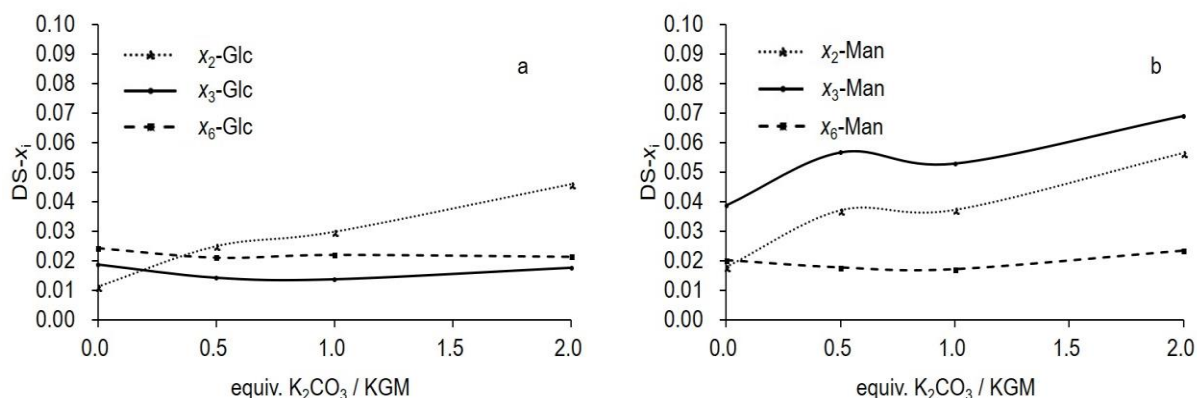 0.10
0.09
0.08
0.07
0.06
0.05
0.04
0.03
0.02
0.01
0.00
DS-xi
x2-Glc
x3-Glc
x6-Glc
a
0.0 0.5 1.0 1.5 2.0
equiv. K2CO3 / KGM
0.10
0.09
0.08
0.07
0.06
0.05
0.04
0.03
0.02
0.01
0.00
DS-xi
x2-Man
x3-Man
x6-Man
b
0.0 0.5 1.0 1.5 2.0
equiv. K2CO3 / KGM